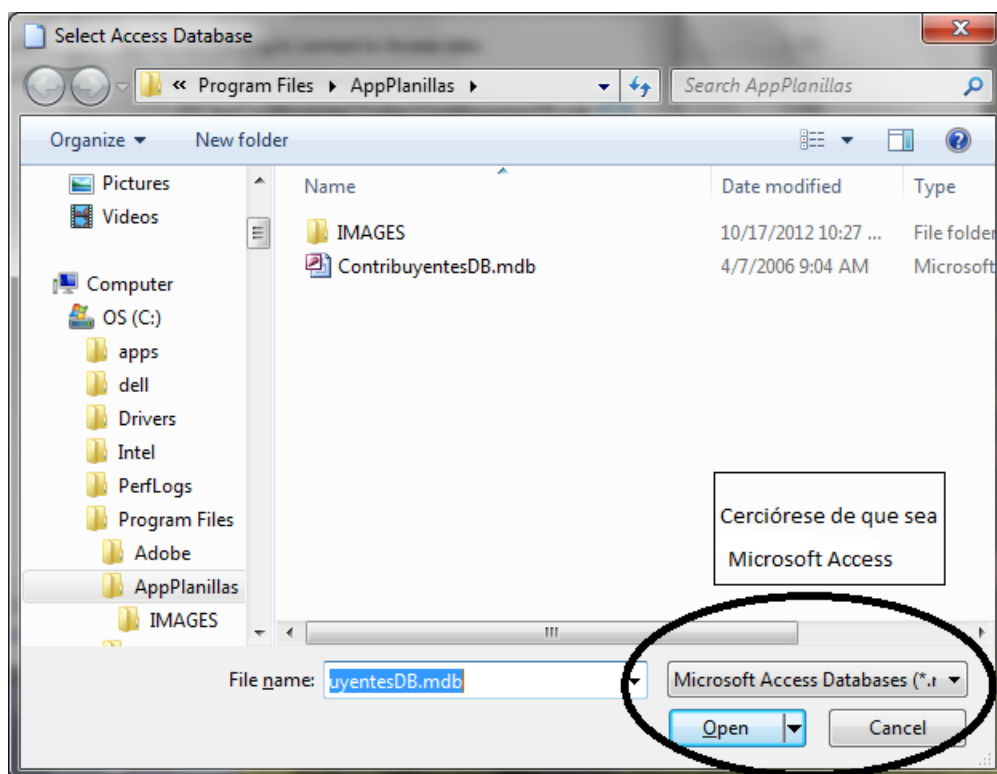 Select Access Database
« Program Files ▸ AppPlanillas ▸
Search AppPlanillas
Organize
New folder
Pictures
Videos
Computer
OS (C:)
apps
dell
Drivers
Intel
PerfLogs
Program Files
Adobe
AppPlanillas
IMAGES
Name Date modified Type
IMAGES 10/17/2012 10:27 ... File folder
ContribuyentesDB.mdb 4/7/2006 9:04 AM Microsoft
Cerciórese de que sea
Microsoft Access
File name: uyentesDB.mdb
Microsoft Access Databases (*.r
Open
Cancel